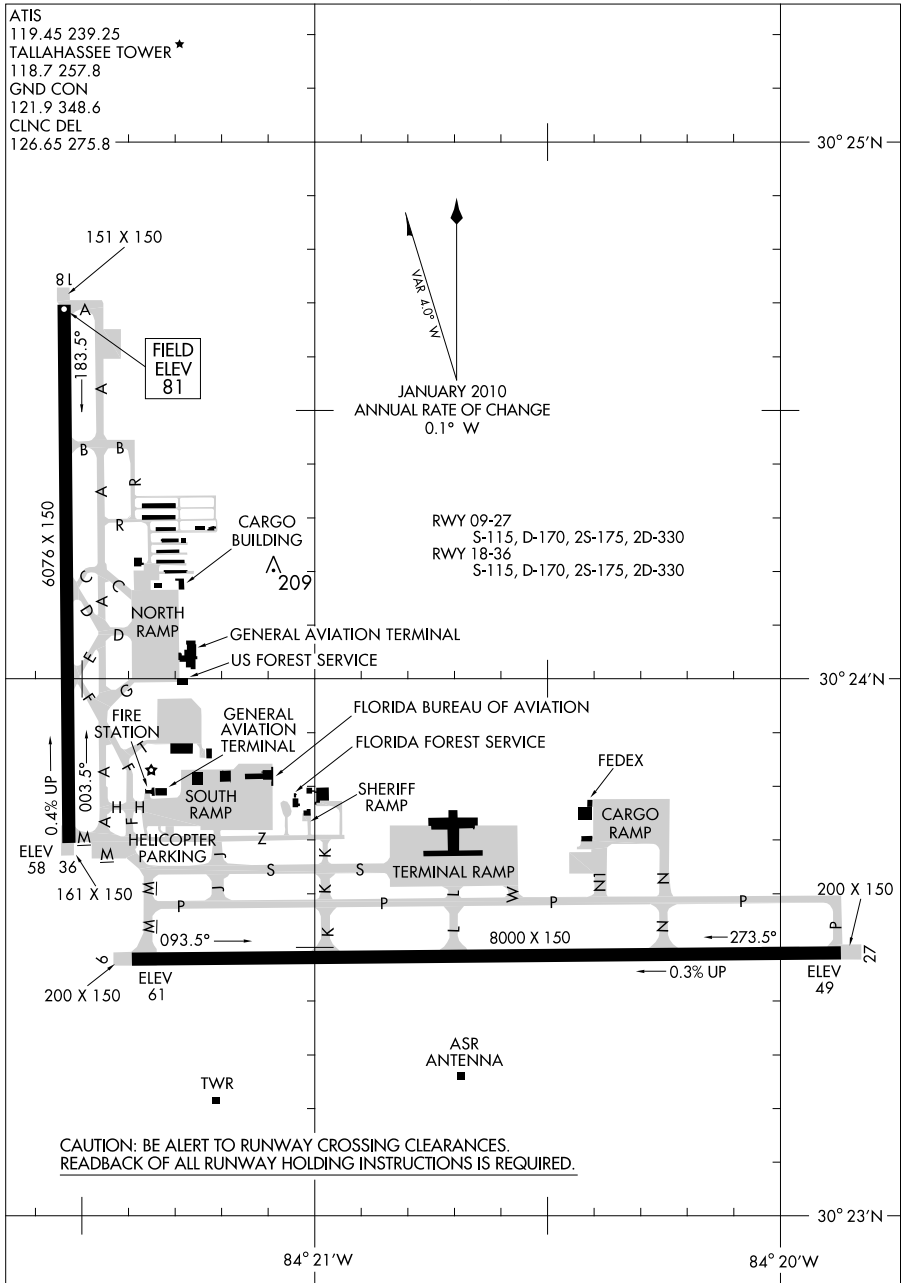 ATIS
119.45 239.25
TALLAHASSEE TOWER
118.7 257.8
GND CON
121.9 348.6
CLNC DEL
126.65 275.8
30° 25'N
151 X 150
18
A
183.5°
FIELD
ELEV
81
VAR 4.0° W
JANUARY 2010
ANNUAL RATE OF CHANGE
0.1° W
A
B B
A
R
R
6076 X 150
CARGO
BUILDING
209
RWY 09-27
S-115, D-170, 2S-175, 2D-330
RWY 18-36
S-115, D-170, 2S-175, 2D-330
C C
D A
D
E
F
G
NORTH
RAMP
GENERAL AVIATION TERMINAL
US FOREST SERVICE
30° 24'N
FIRE
STATION
GENERAL
AVIATION
TERMINAL
FLORIDA BUREAU OF AVIATION
FLORIDA FOREST SERVICE
SHERIFF
RAMP
FEDEX
T
F
A
H H
A F
0.4% UP
003.5°
SOUTH
RAMP
CARGO
RAMP
M
M
HELICOPTER
PARKING
J Z K
ELEV
58 36
161 X 150
S S
TERMINAL RAMP
M J K L W N1 N
200 X 150
P P P P
M K L N P
093.5°
8000 X 150
273.5°
9
27
200 X 150
ELEV
61
0.3% UP
ELEV
49
ASR
ANTENNA
TWR
CAUTION: BE ALERT TO RUNWAY CROSSING CLEARANCES.
READBACK OF ALL RUNWAY HOLDING INSTRUCTIONS IS REQUIRED.
30° 23'N
84° 21'W
84° 20'W